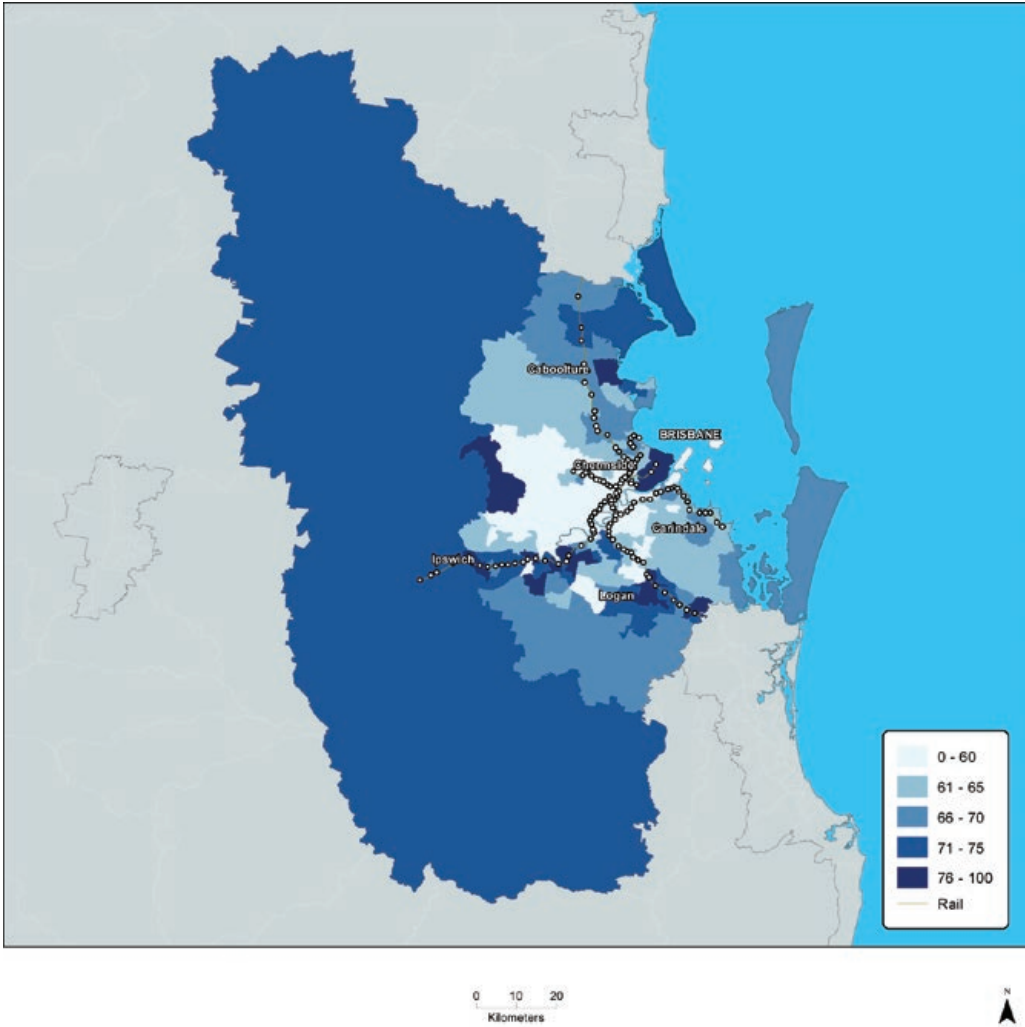 Caboolture
BRISBANE
Chermside
Carindale
Ipswich
Logan
0 - 60
61 - 65
66 - 70
71 - 75
76 - 100
Rail
0 10 20
Kilometers
N